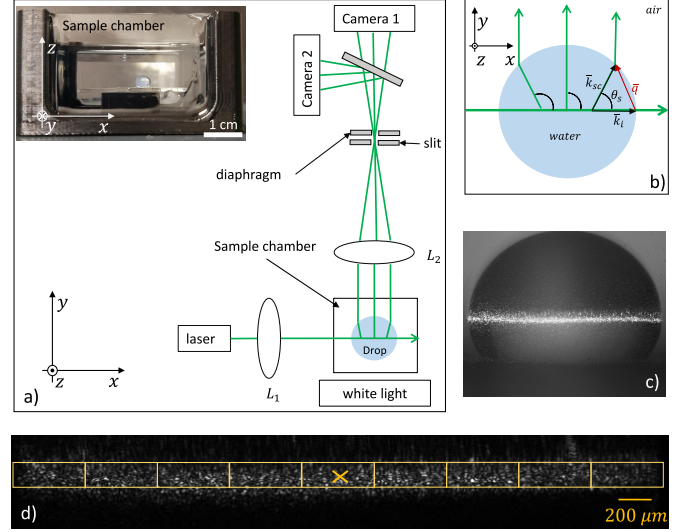 Sample chamber
z
y
x
1 cm
Camera 1
Camera 2
diaphragm
slit
Sample chamber
L₂
laser
Drop
L₁
white light
y
z
x
a)
y
z
x
air
k̅sc
θs
q̅
k̅i
water
b)
c)
d)
200 μm